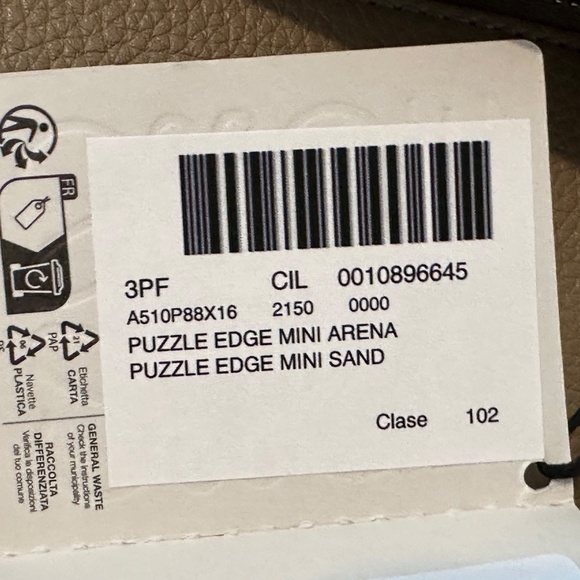 3PF CIL 0010896645
A510P88X16 2150 0000
PUZZLE EDGE MINI ARENA
PUZZLE EDGE MINI SAND
Clase 102
FR
21
PAP
Etichetta
CARTA
06
Navette
PLASTICA
GENERAL WASTE
Check the instructions
of your municipality
RACCOLTA
DIFFERENZIATA
Verifica le disposizioni
del tuo comune